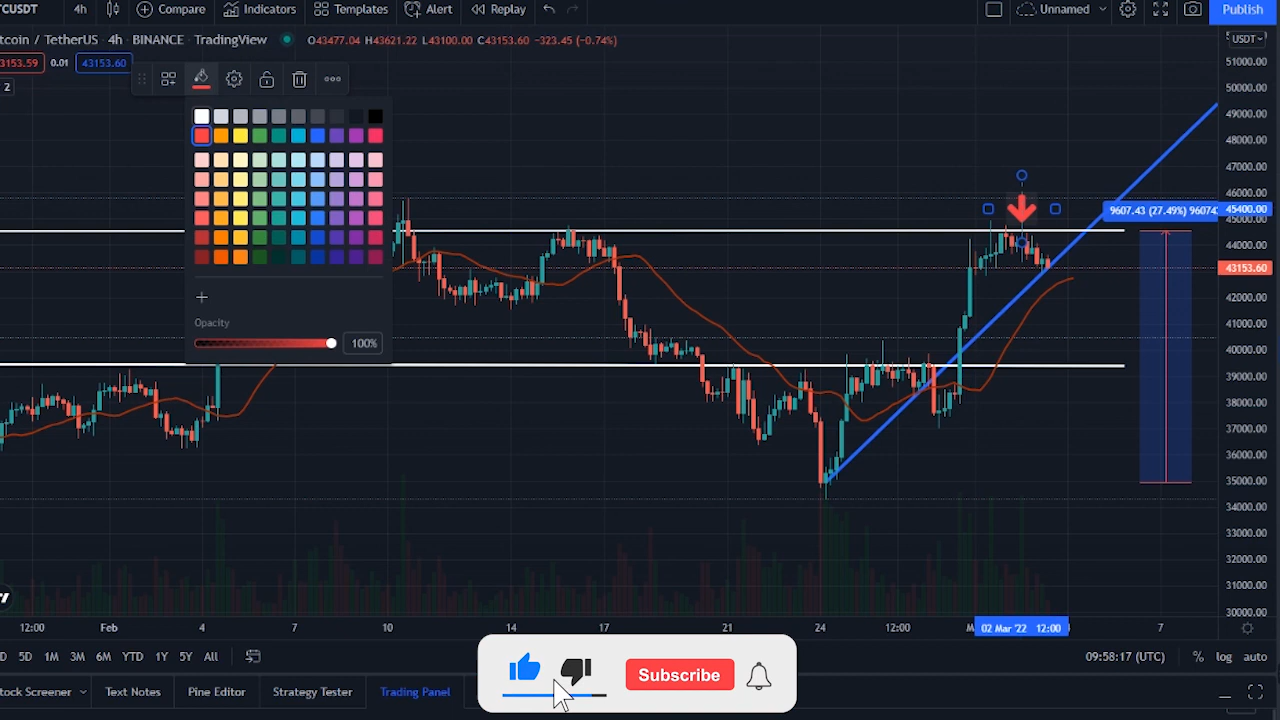 TCUSDT 4h Compare Indicators Templates Alert Replay Unnamed Publish
tcoin / TetherUS · 4h · BINANCE · TradingView O43477.04 H43621.22 L43100.00 C43153.60 −323.45 (−0.74%) USDT
3153.59 0.01 43153.60
2
51000.00
50000.00
49000.00
48000.00
47000.00
46000.00
9607.43 (27.49%) 96074 45400.00
45000.00
44000.00
43153.60
42000.00
41000.00
40000.00
39000.00
38000.00
37000.00
36000.00
35000.00
34000.00
33000.00
32000.00
31000.00
30000.00
Opacity
100%
12:00 Feb 4 7 10 14 17 21 24 12:00 M 02 Mar '22 12:00 7
D 5D 1M 3M 6M YTD 1Y 5Y All 09:58:17 (UTC) % log auto
tock Screener Text Notes Pine Editor Strategy Tester Trading Panel
Subscribe